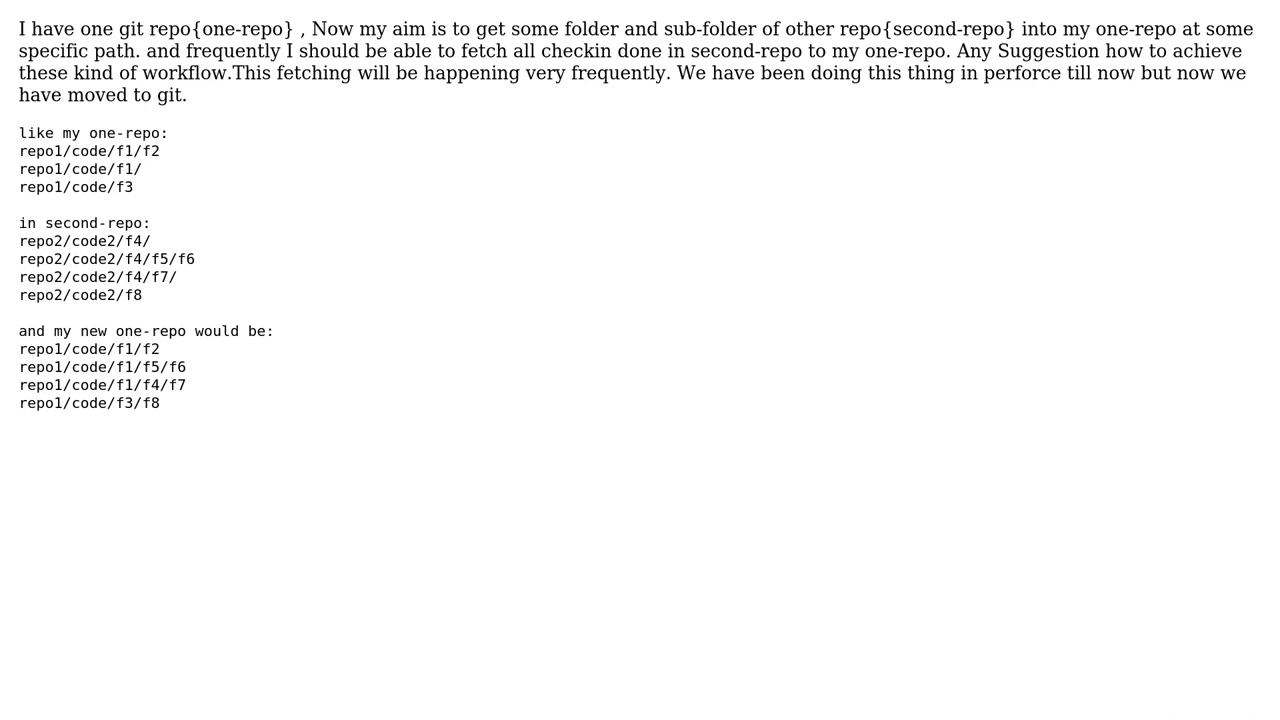 I have one git repo{one-repo} , Now my aim is to get some folder and sub-folder of other repo{second-repo} into my one-repo at some
specific path. and frequently I should be able to fetch all checkin done in second-repo to my one-repo. Any Suggestion how to achieve
these kind of workflow.This fetching will be happening very frequently. We have been doing this thing in perforce till now but now we
have moved to git.
like my one-repo:
repo1/code/f1/f2
repo1/code/f1/
repo1/code/f3
in second-repo:
repo2/code2/f4/
repo2/code2/f4/f5/f6
repo2/code2/f4/f7/
repo2/code2/f8
and my new one-repo would be:
repo1/code/f1/f2
repo1/code/f1/f5/f6
repo1/code/f1/f4/f7
repo1/code/f3/f8